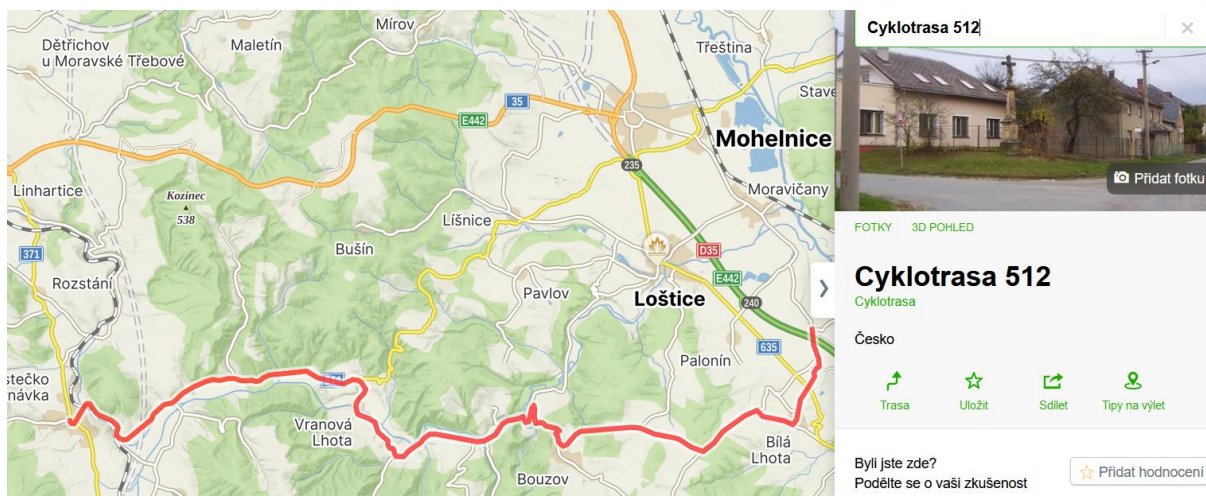 Mírov
Dětřichov
u Moravské Třebové
Maletín
Třeština
Stave
35
E442
Mohelnice
235
Linhartice
Kozinec
538
Moravičany
Líšnice
Bušín
371
D35
Rozstání
E442
Pavlov
Loštice
240
635
Palonín
stečko
návka
Vranová
Lhota
Bílá
Lhota
Bouzov
Cyklotrasa 512
Přidat fotku
FOTKY 3D POHLED
Cyklotrasa 512
Cyklotrasa
Česko
Trasa Uložit Sdílet Tipy na výlet
Byli jste zde?
Podělte se o vaši zkušenost
Přidat hodnocení